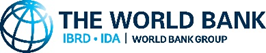 THE WORLD BANK
IBRD • IDA | WORLD BANK GROUP